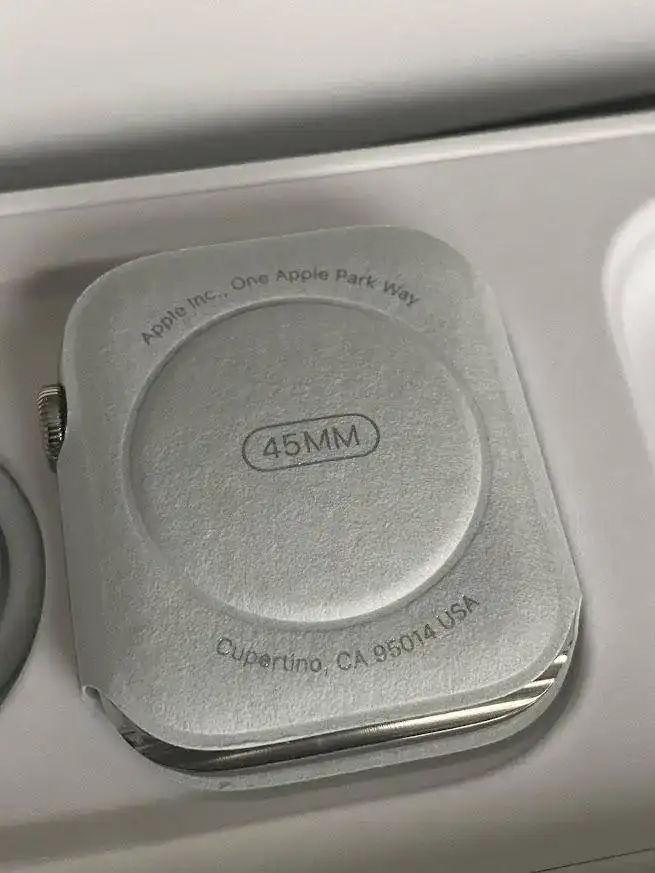 Apple Inc., One Apple Park Way
45MM
Cupertino, CA 95014 USA